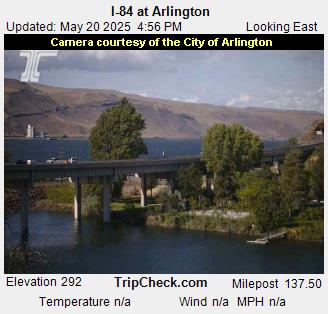 I-84 at Arlington
Updated: May 20 2025 4:56 PM Looking East
Camera courtesy of the City of Arlington
Elevation 292 TripCheck.com Milepost 137.50
Temperature n/a Wind n/a MPH n/a